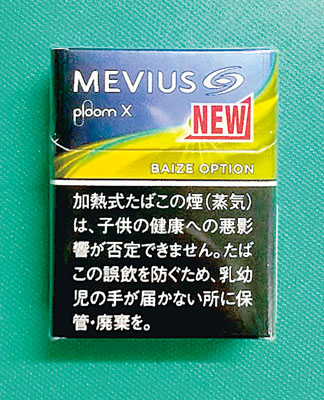 MEVIUS
ploom X
NEW
BAIZE OPTION
加熱式たばこの煙(蒸気)
は、子供の健康への悪影
響が否定できません。たば
この誤飲を防ぐため、乳幼
児の手が届かない所に保
管・廃棄を。